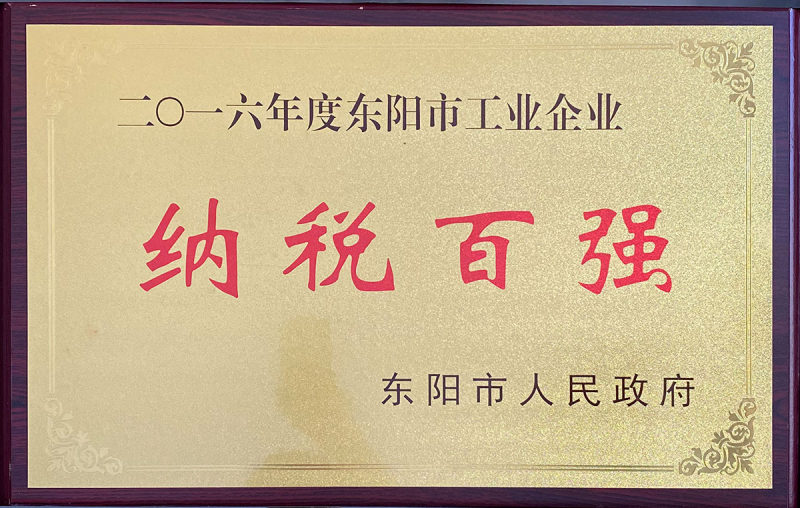 二〇一六年度东阳市工业企业
纳税百强
东阳市人民政府